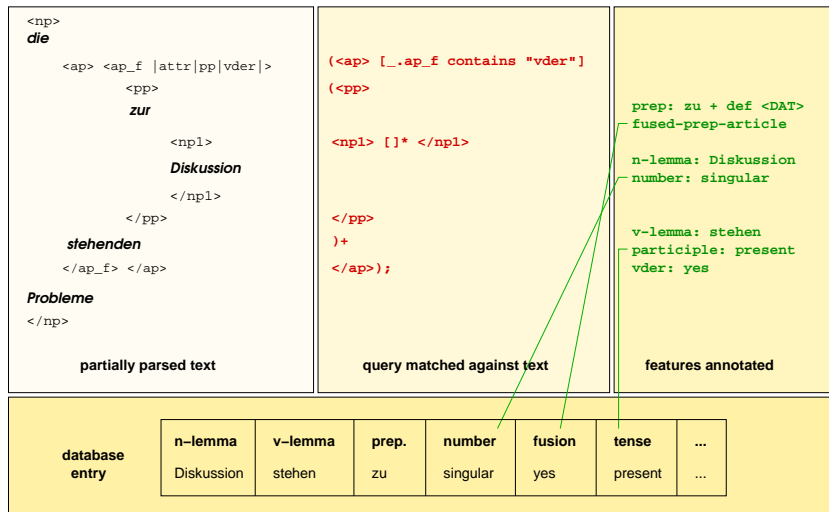 <np>
die
<ap> <ap_f |attr|pp|vder|>
<pp>
zur
<np1>
Diskussion
</np1>
</pp>
stehenden
</ap_f> </ap>
Probleme
</np>
partially parsed text
(<ap> [_.ap_f contains "vder"]
(<pp>
<np1> []* </np1>
</pp>
)+
</ap>);
query matched against text
prep: zu + def <DAT>
fused-prep-article
n-lemma: Diskussion
number: singular
v-lemma: stehen
participle: present
vder: yes
features annotated
database
entry
n–lemma v–lemma prep. number fusion tense ...
Diskussion stehen zu singular yes present ...